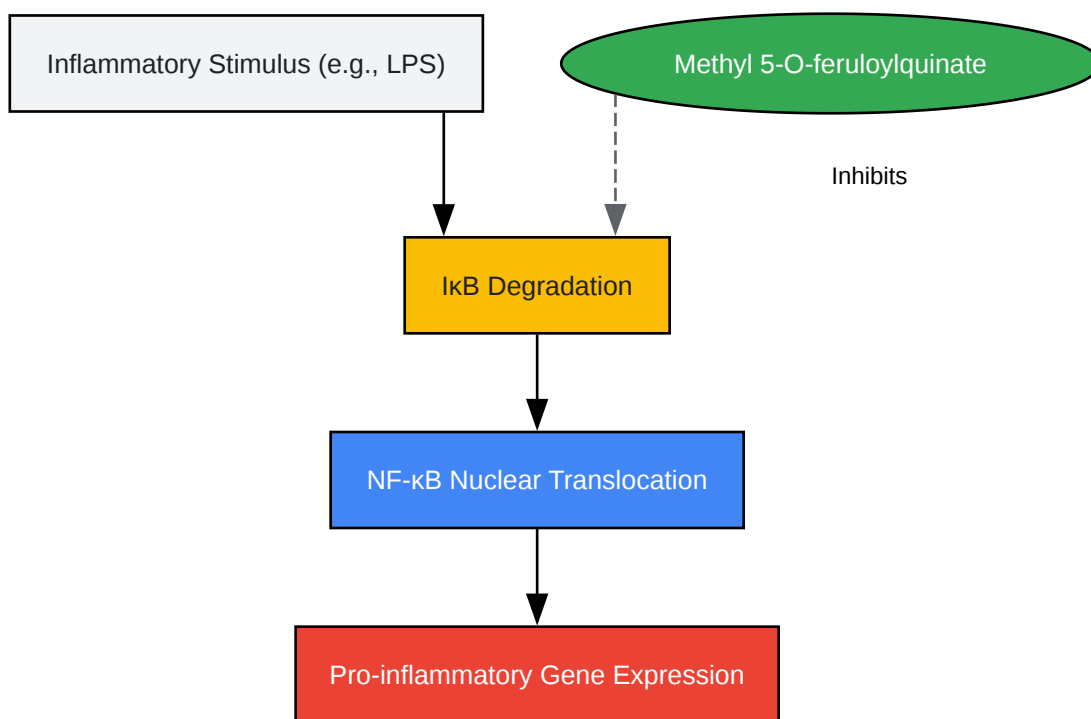 Inflammatory Stimulus (e.g., LPS)
Methyl 5-O-feruloylquinate
Inhibits
IκB Degradation
NF-κB Nuclear Translocation
Pro-inflammatory Gene Expression